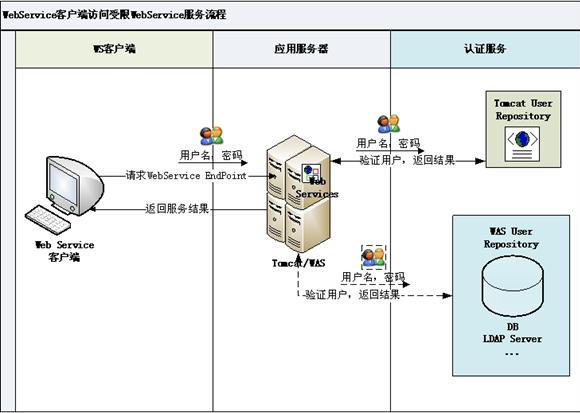 WebService客户端访问受限WebService服务流程
WS客户端
应用服务器
认证服务
Tomcat User
Repository
用户名，密码
用户名，密码
验证用户，返回结果
请求WebService EndPoint
Web
Services
返回服务结果
Web Service
客户端
Tomcat/WAS
WAS User
Repository
用户名，密码
验证用户，返回结果
DB
LDAP Server
...